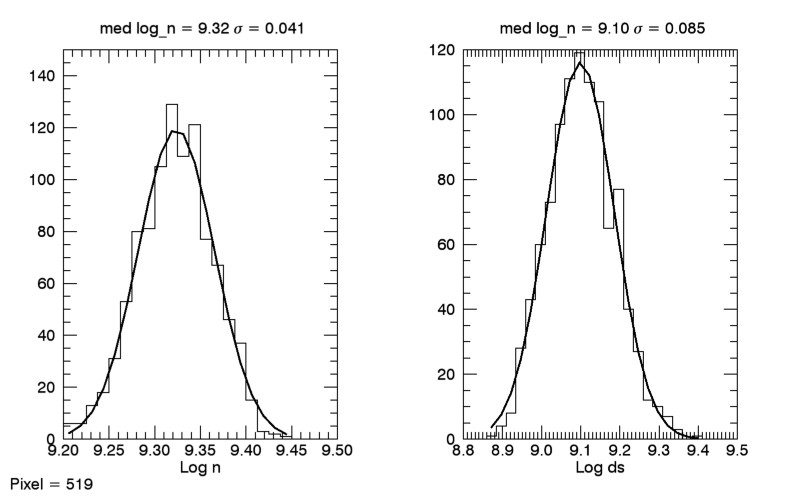 med log_n = 9.32 σ = 0.041
140
120
100
80
60
40
20
0
9.20 9.25 9.30 9.35 9.40 9.45 9.50
Log n
med log_n = 9.10 σ = 0.085
120
100
80
60
40
20
0
8.8 8.9 9.0 9.1 9.2 9.3 9.4 9.5
Log ds
Pixel = 519